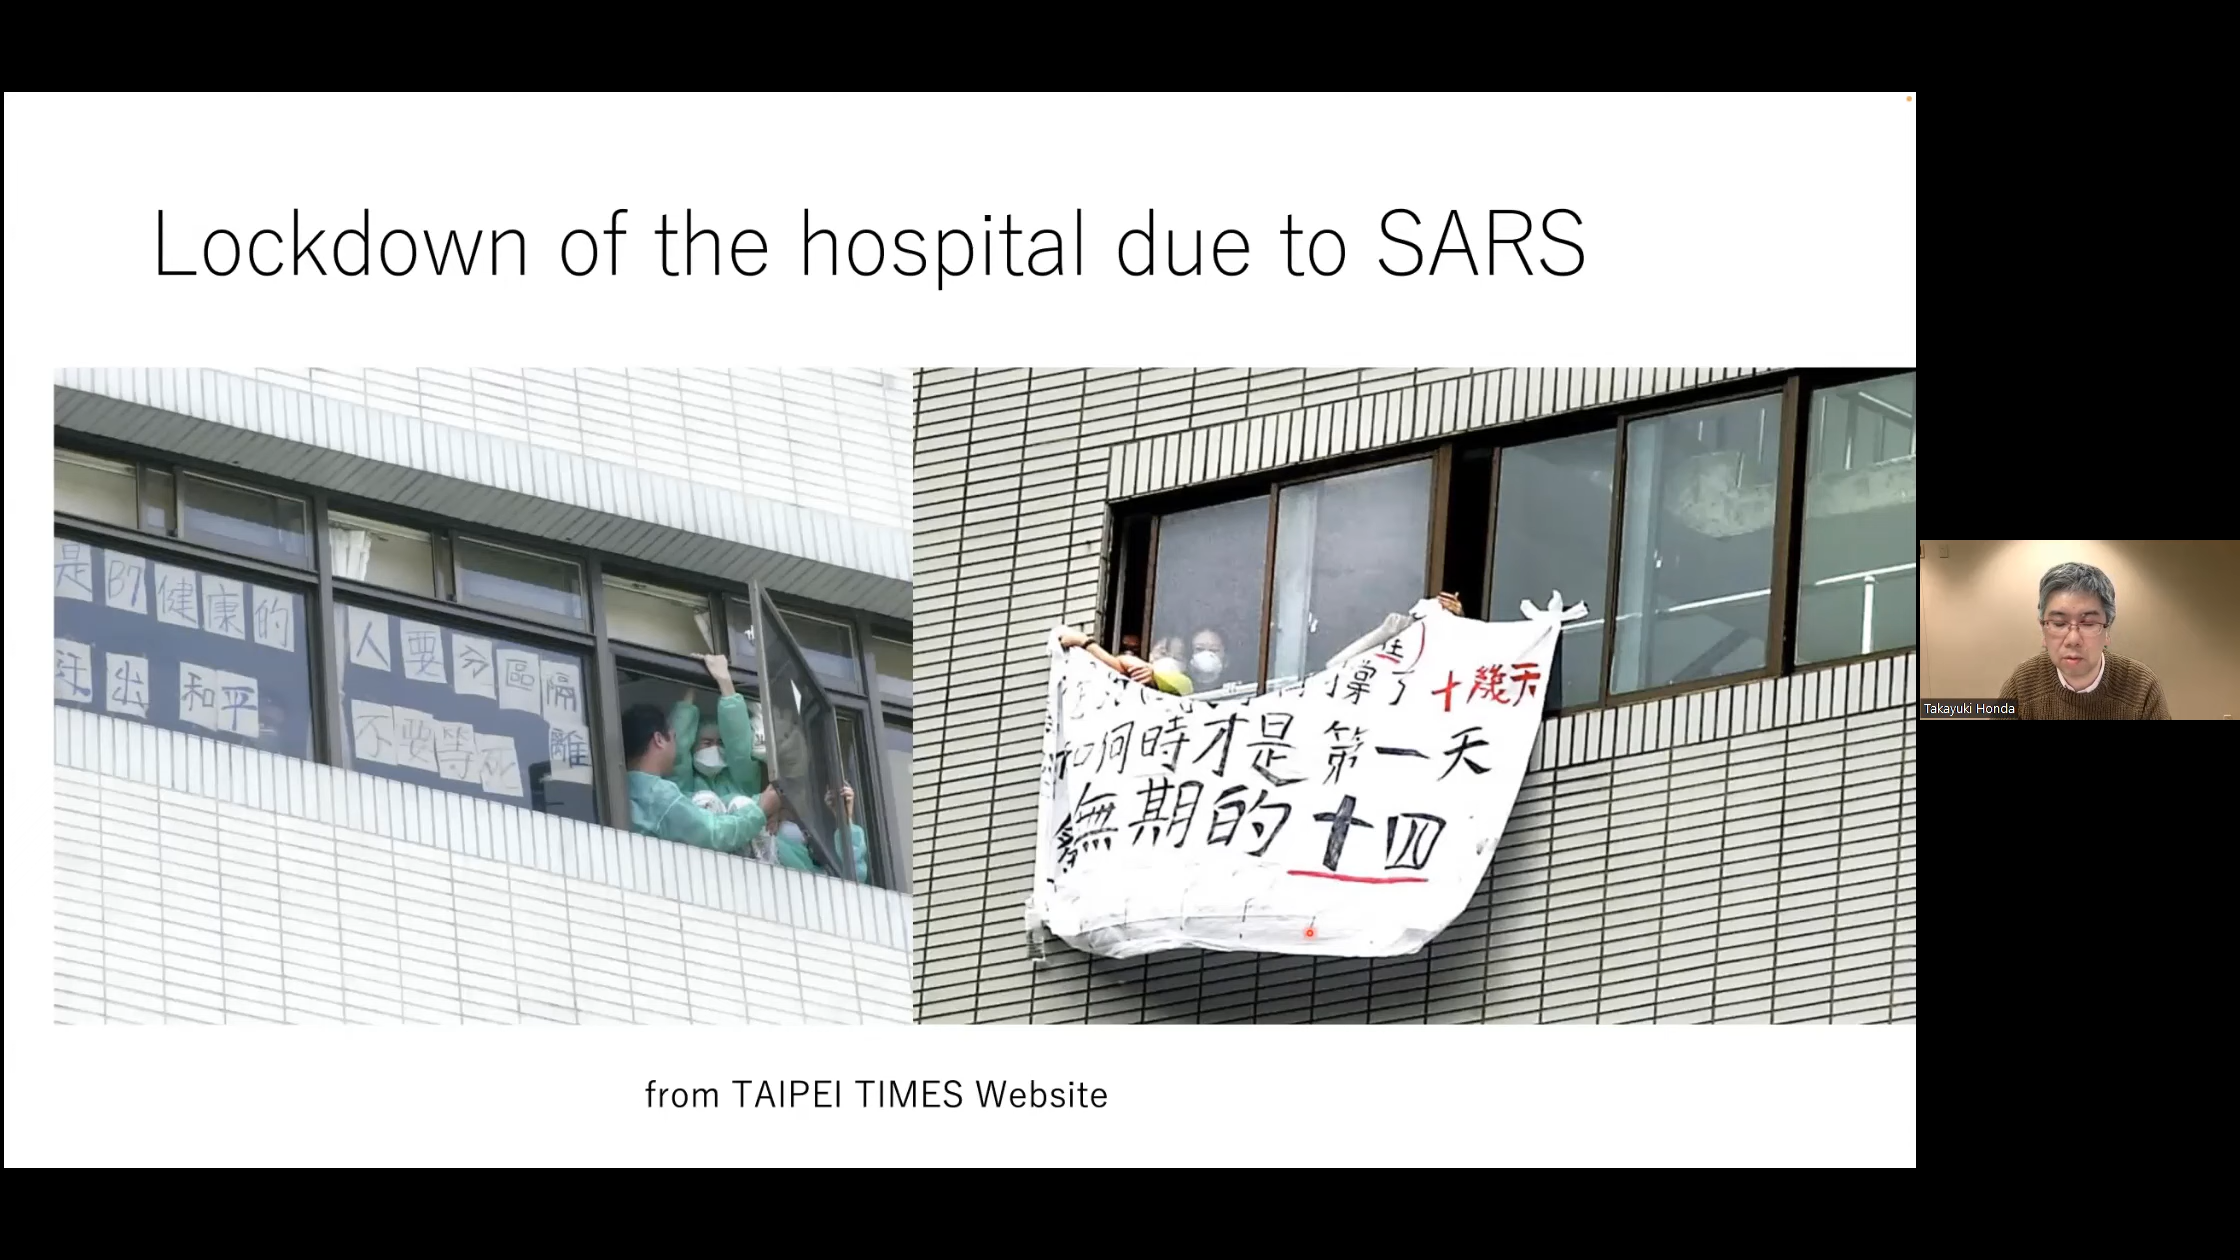 Lockdown of the hospital due to SARS
是B7健康的
出 和平
人要分區隔離
不要等死
撐了十幾天
何時才是第一天
無期的十四
from TAIPEI TIMES Website
Takayuki Honda